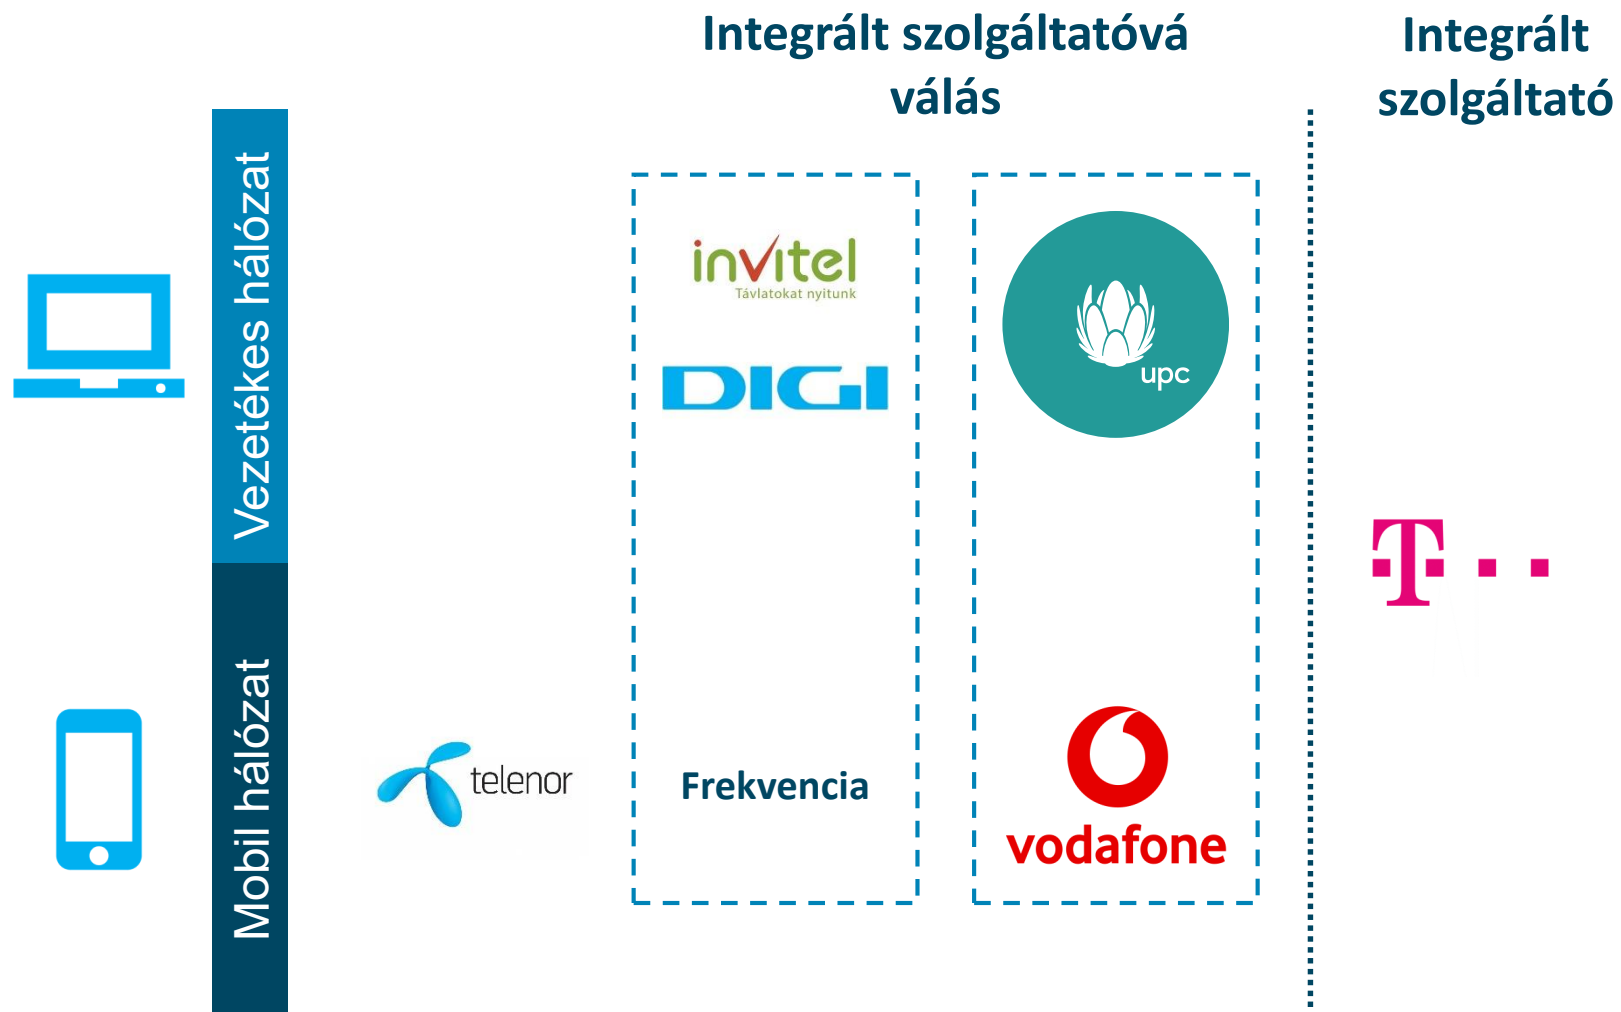 Integrált szolgáltatóvá
válás
Integrált
szolgáltató
Vezetékes hálózat
Mobil hálózat
invitel
Távlatokat nyitunk
DIGI
upc
T
telenor
Frekvencia
vodafone